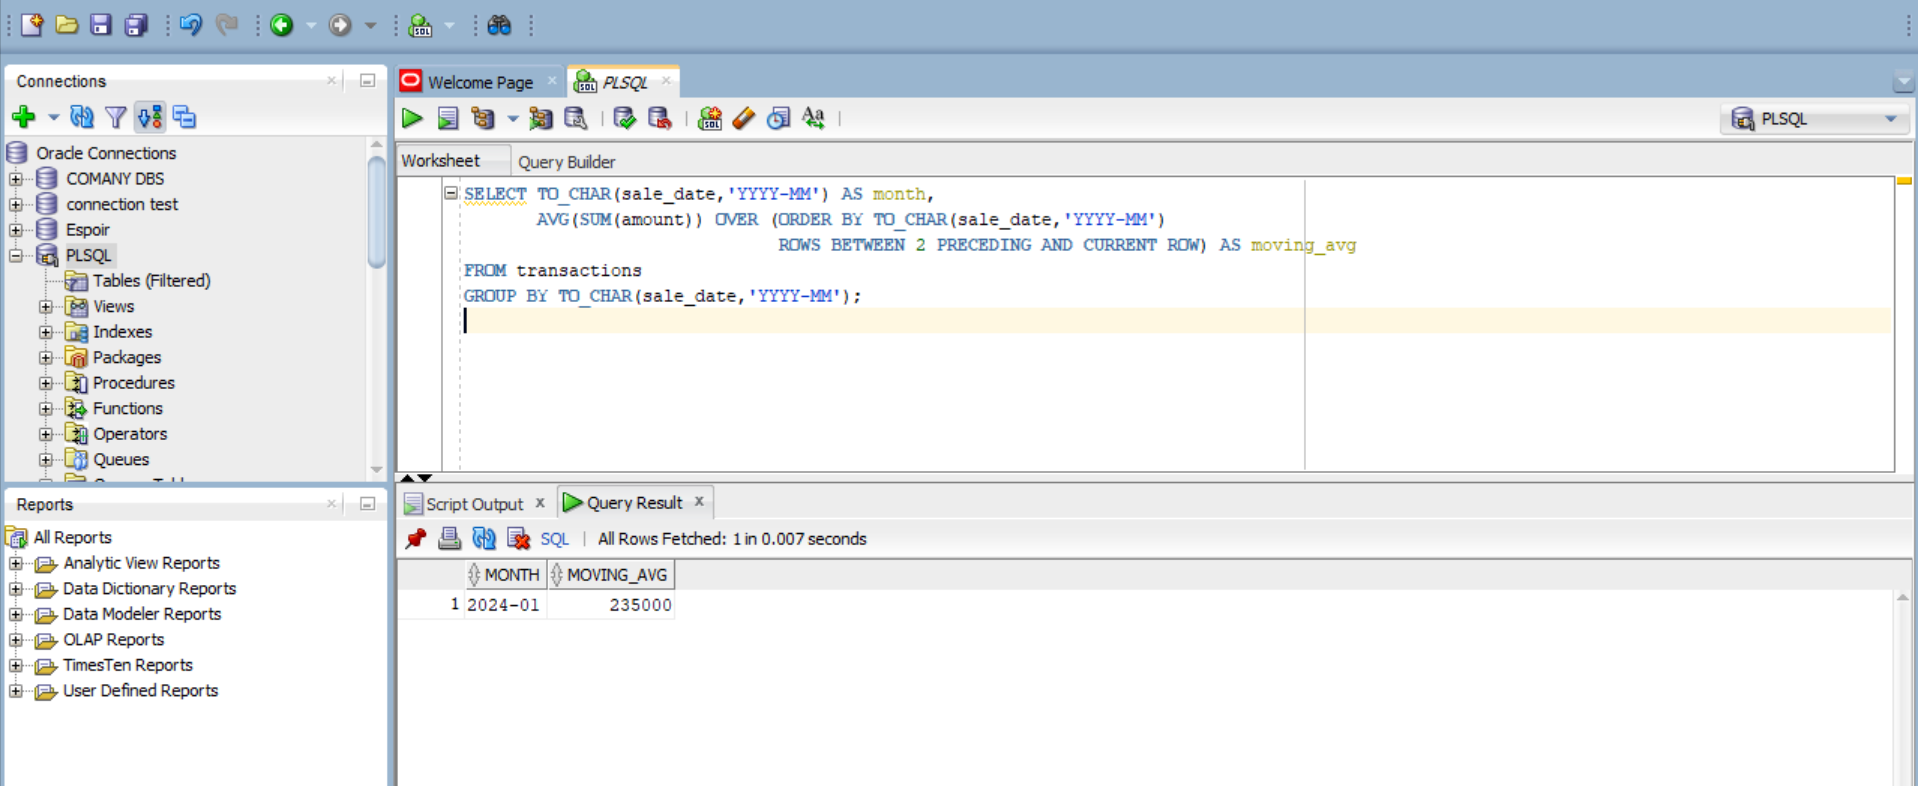 Connections
Oracle Connections
COMANY DBS
connection test
Espoir
PLSQL
Tables (Filtered)
Views
Indexes
Packages
Procedures
Functions
Operators
Queues
Reports
All Reports
Analytic View Reports
Data Dictionary Reports
Data Modeler Reports
OLAP Reports
TimesTen Reports
User Defined Reports
Welcome Page
PLSQL
PLSQL
Worksheet
Query Builder
SELECT TO_CHAR(sale_date,'YYYY-MM') AS month,
AVG(SUM(amount)) OVER (ORDER BY TO_CHAR(sale_date,'YYYY-MM')
ROWS BETWEEN 2 PRECEDING AND CURRENT ROW) AS moving_avg
FROM transactions
GROUP BY TO_CHAR(sale_date,'YYYY-MM');
Script Output
Query Result
SQL
All Rows Fetched: 1 in 0.007 seconds
MONTH MOVING_AVG
1 2024-01 235000